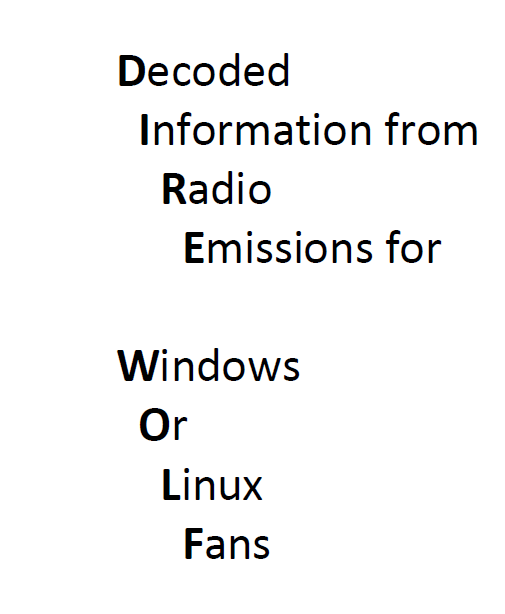 Decoded
Information from
Radio
Emissions for
Windows
Or
Linux
Fans